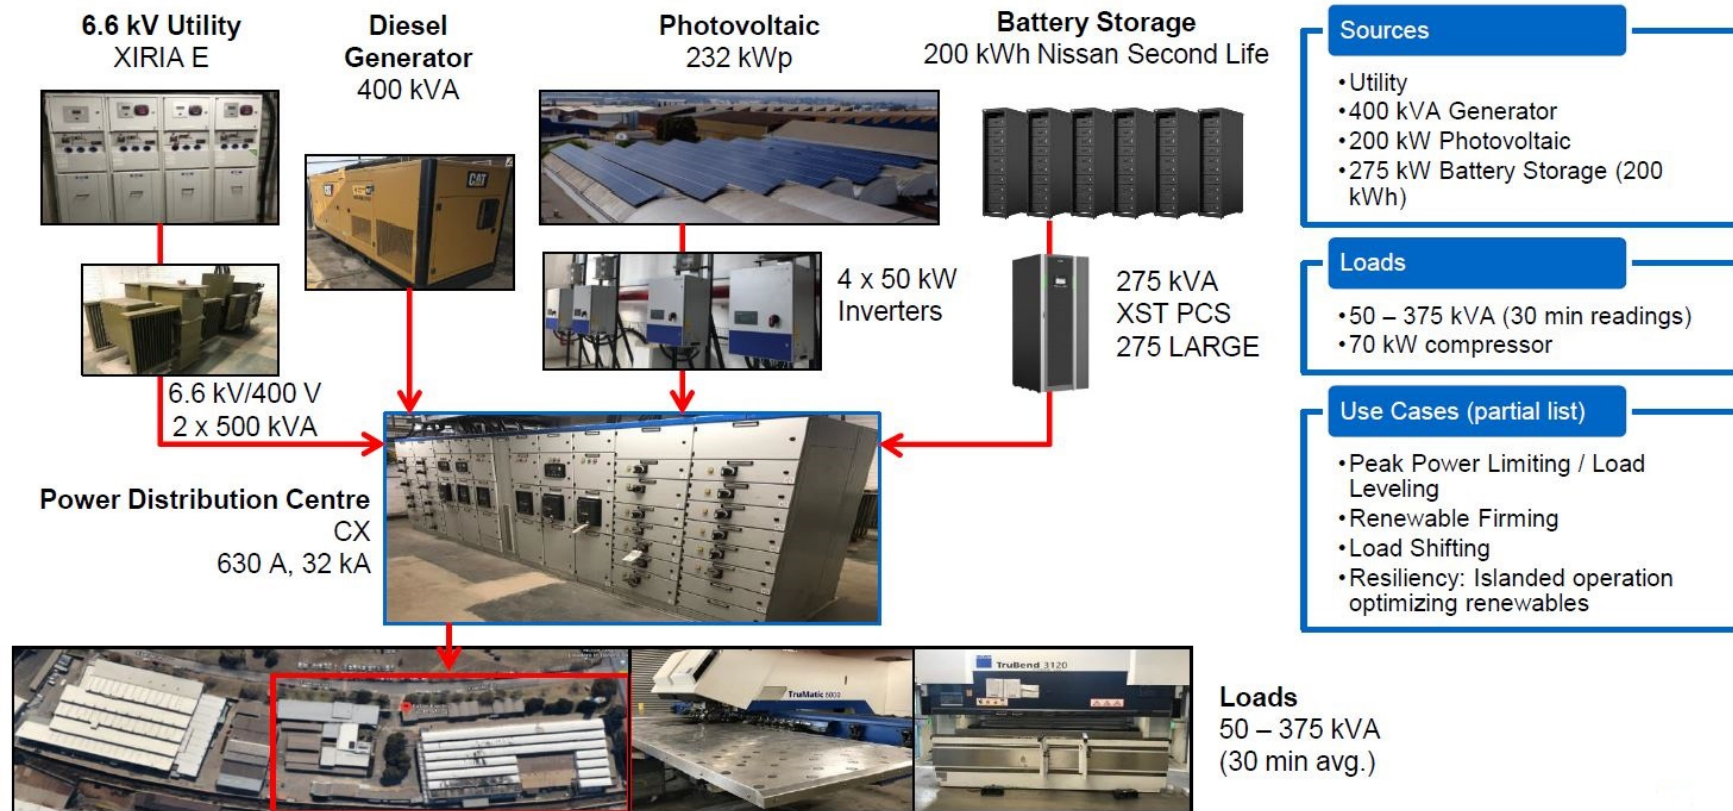 6.6 kV Utility
XIRIA E
Diesel
Generator
400 kVA
Photovoltaic
232 kWp
Battery Storage
200 kWh Nissan Second Life
CAT
CAT
4 x 50 kW
Inverters
275 kVA
XST PCS
275 LARGE
6.6 kV/400 V
2 x 500 kVA
Power Distribution Centre
CX
630 A, 32 kA
TruMatic 6000
TruBend 3120
Loads
50 – 375 kVA
(30 min avg.)
Sources
•Utility
•400 kVA Generator
•200 kW Photovoltaic
•275 kW Battery Storage (200
kWh)
Loads
•50 – 375 kVA (30 min readings)
•70 kW compressor
Use Cases (partial list)
•Peak Power Limiting / Load
Leveling
•Renewable Firming
•Load Shifting
•Resiliency: Islanded operation
optimizing renewables